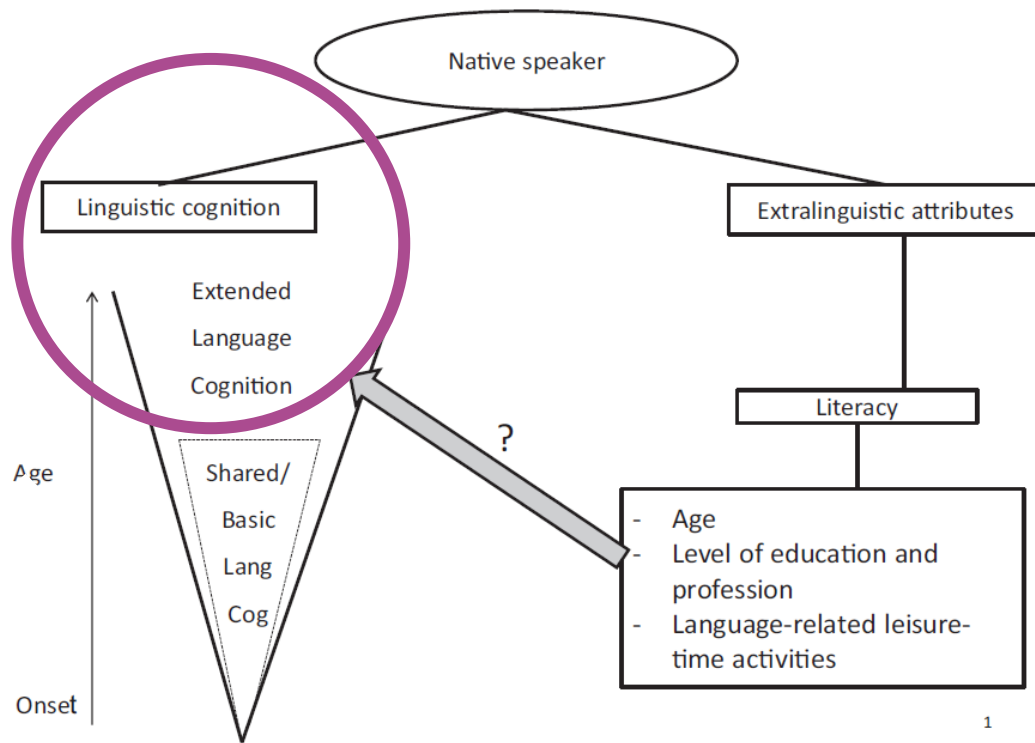 Native speaker
Linguistic cognition
Extralinguistic attributes
Extended
Language
Cognition
Literacy
?
Age
Shared/
Basic
Lang
Cog
Onset
- Age
- Level of education and
profession
- Language-related leisure-
time activities
1